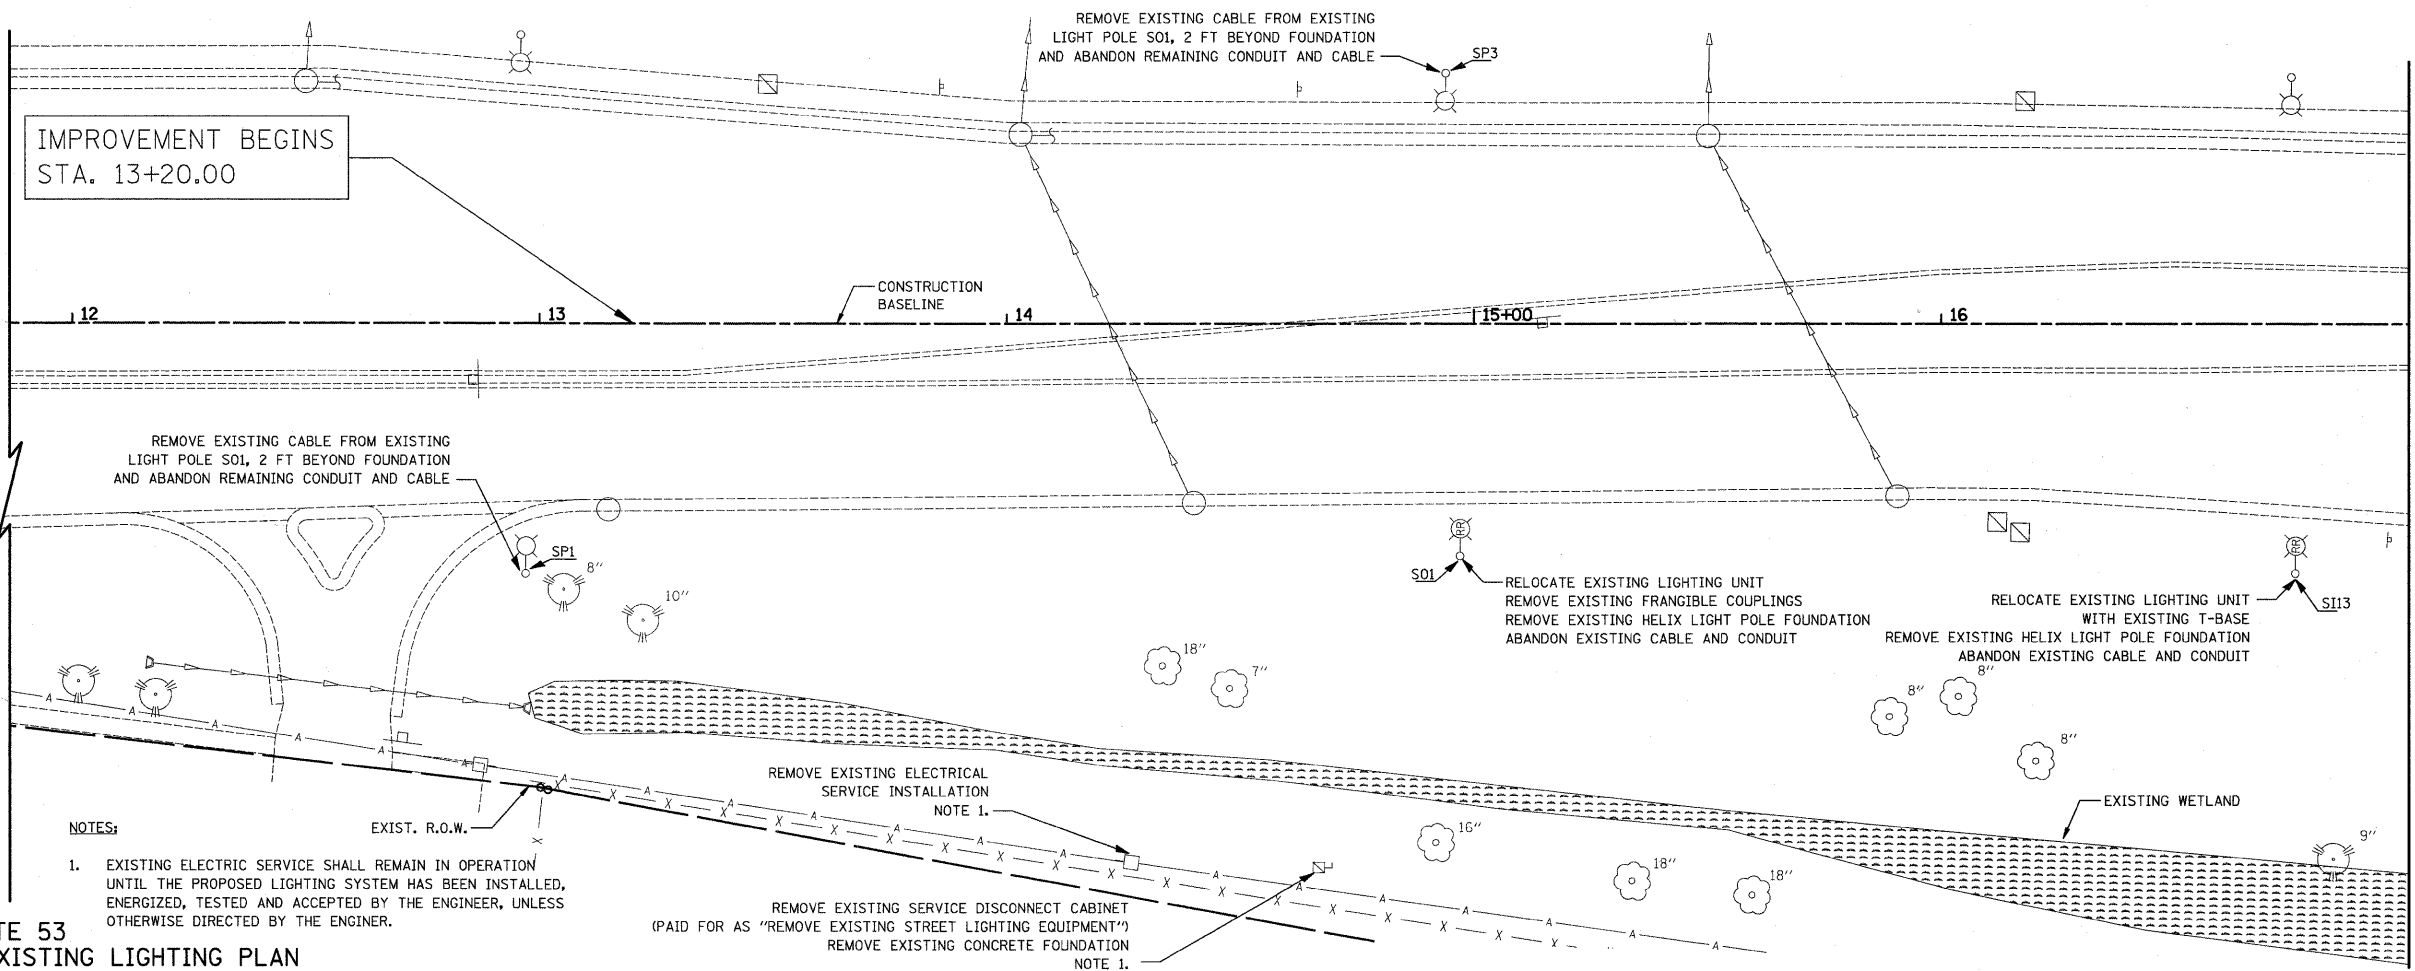 REMOVE EXISTING CABLE FROM EXISTING
LIGHT POLE S01, 2 FT BEYOND FOUNDATION
AND ABANDON REMAINING CONDUIT AND CABLE
SP3
IMPROVEMENT BEGINS
STA. 13+20.00
CONSTRUCTION
BASELINE
12
13
14
15+00
16
REMOVE EXISTING CABLE FROM EXISTING
LIGHT POLE S01, 2 FT BEYOND FOUNDATION
AND ABANDON REMAINING CONDUIT AND CABLE
SP1
8"
10"
RR
S01
RELOCATE EXISTING LIGHTING UNIT
REMOVE EXISTING FRANGIBLE COUPLINGS
REMOVE EXISTING HELIX LIGHT POLE FOUNDATION
ABANDON EXISTING CABLE AND CONDUIT
RR
SI13
RELOCATE EXISTING LIGHTING UNIT
WITH EXISTING T-BASE
REMOVE EXISTING HELIX LIGHT POLE FOUNDATION
ABANDON EXISTING CABLE AND CONDUIT
18"
7"
8"
8"
8"
REMOVE EXISTING ELECTRICAL
SERVICE INSTALLATION
NOTE 1.
EXISTING WETLAND
EXIST. R.O.W.
16"
18"
18"
9"
NOTES:
1. EXISTING ELECTRIC SERVICE SHALL REMAIN IN OPERATION
UNTIL THE PROPOSED LIGHTING SYSTEM HAS BEEN INSTALLED,
ENERGIZED, TESTED AND ACCEPTED BY THE ENGINEER, UNLESS
OTHERWISE DIRECTED BY THE ENGINER.
REMOVE EXISTING SERVICE DISCONNECT CABINET
(PAID FOR AS "REMOVE EXISTING STREET LIGHTING EQUIPMENT")
REMOVE EXISTING CONCRETE FOUNDATION
NOTE 1.
TE 53
XISTING LIGHTING PLAN